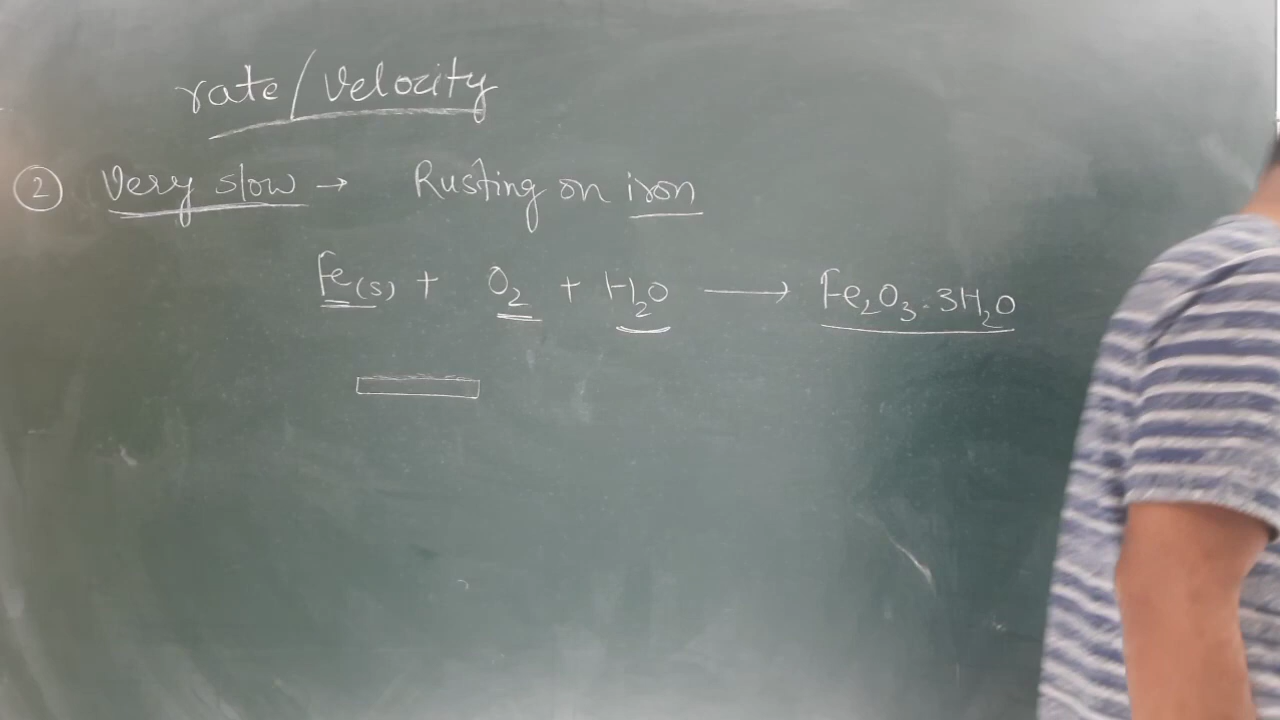 rate/Velocity
② Very slow → Rusting on iron
Fe(s) + O₂ + H₂O ⟶ Fe₂O₃.3H₂O